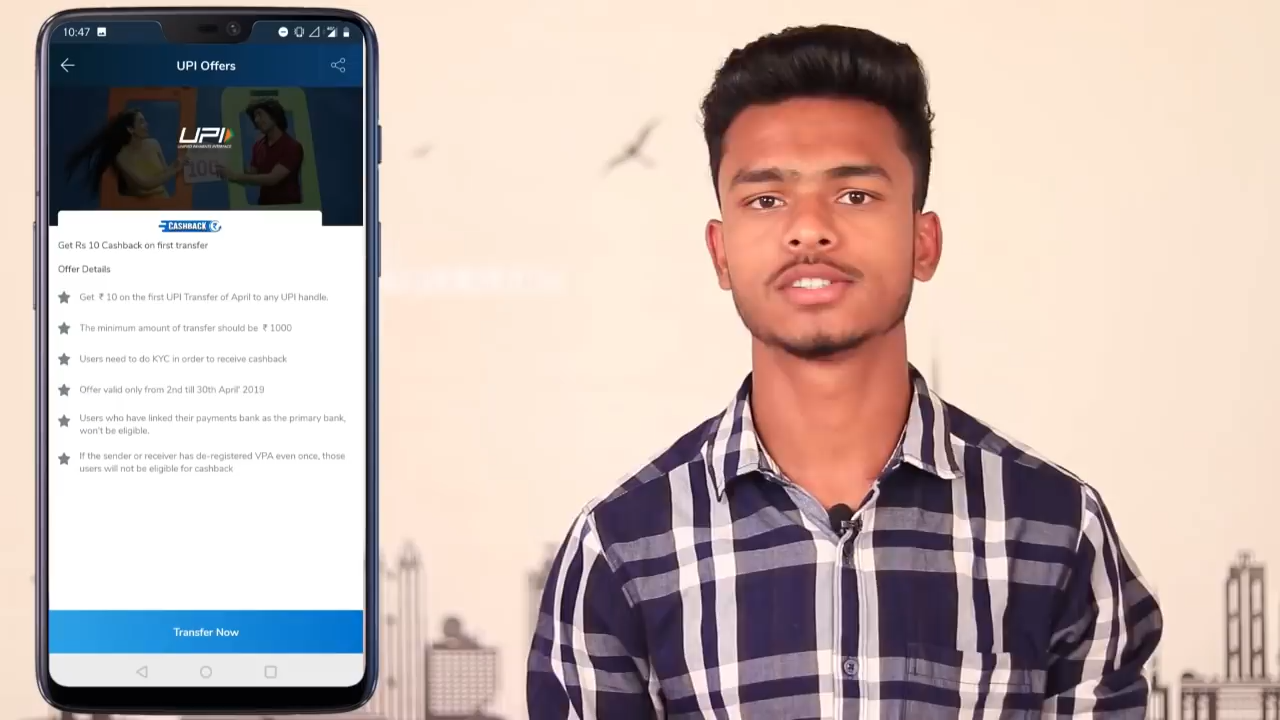 10:47
UPI Offers
UPI
UNIFIED PAYMENTS INTERFACE
100
CASHBACK ₹
Get Rs 10 Cashback on first transfer
Offer Details
Get ₹ 10 on the first UPI Transfer of April to any UPI handle.
The minimum amount of transfer should be ₹ 1000
Users need to do KYC in order to receive cashback
Offer valid only from 2nd till 30th April' 2019
Users who have linked their payments bank as the primary bank,
won't be eligible.
If the sender or receiver has de-registered VPA even once, those
users will not be eligible for cashback
Transfer Now